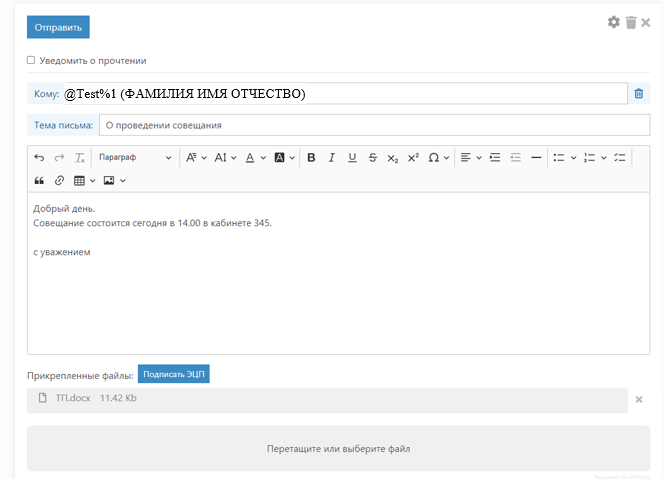 Отправить
Уведомить о прочтении
Кому: @Test%1 (ФАМИЛИЯ ИМЯ ОТЧЕСТВО)
Тема письма: О проведении совещания
Параграф
Добрый день.
Совещание состоится сегодня в 14.00 в кабинете 345.
с уважением
Прикрепленные файлы: Подписать ЭЦП
ТП.docx 11.42 Kb
Перетащите или выберите файл